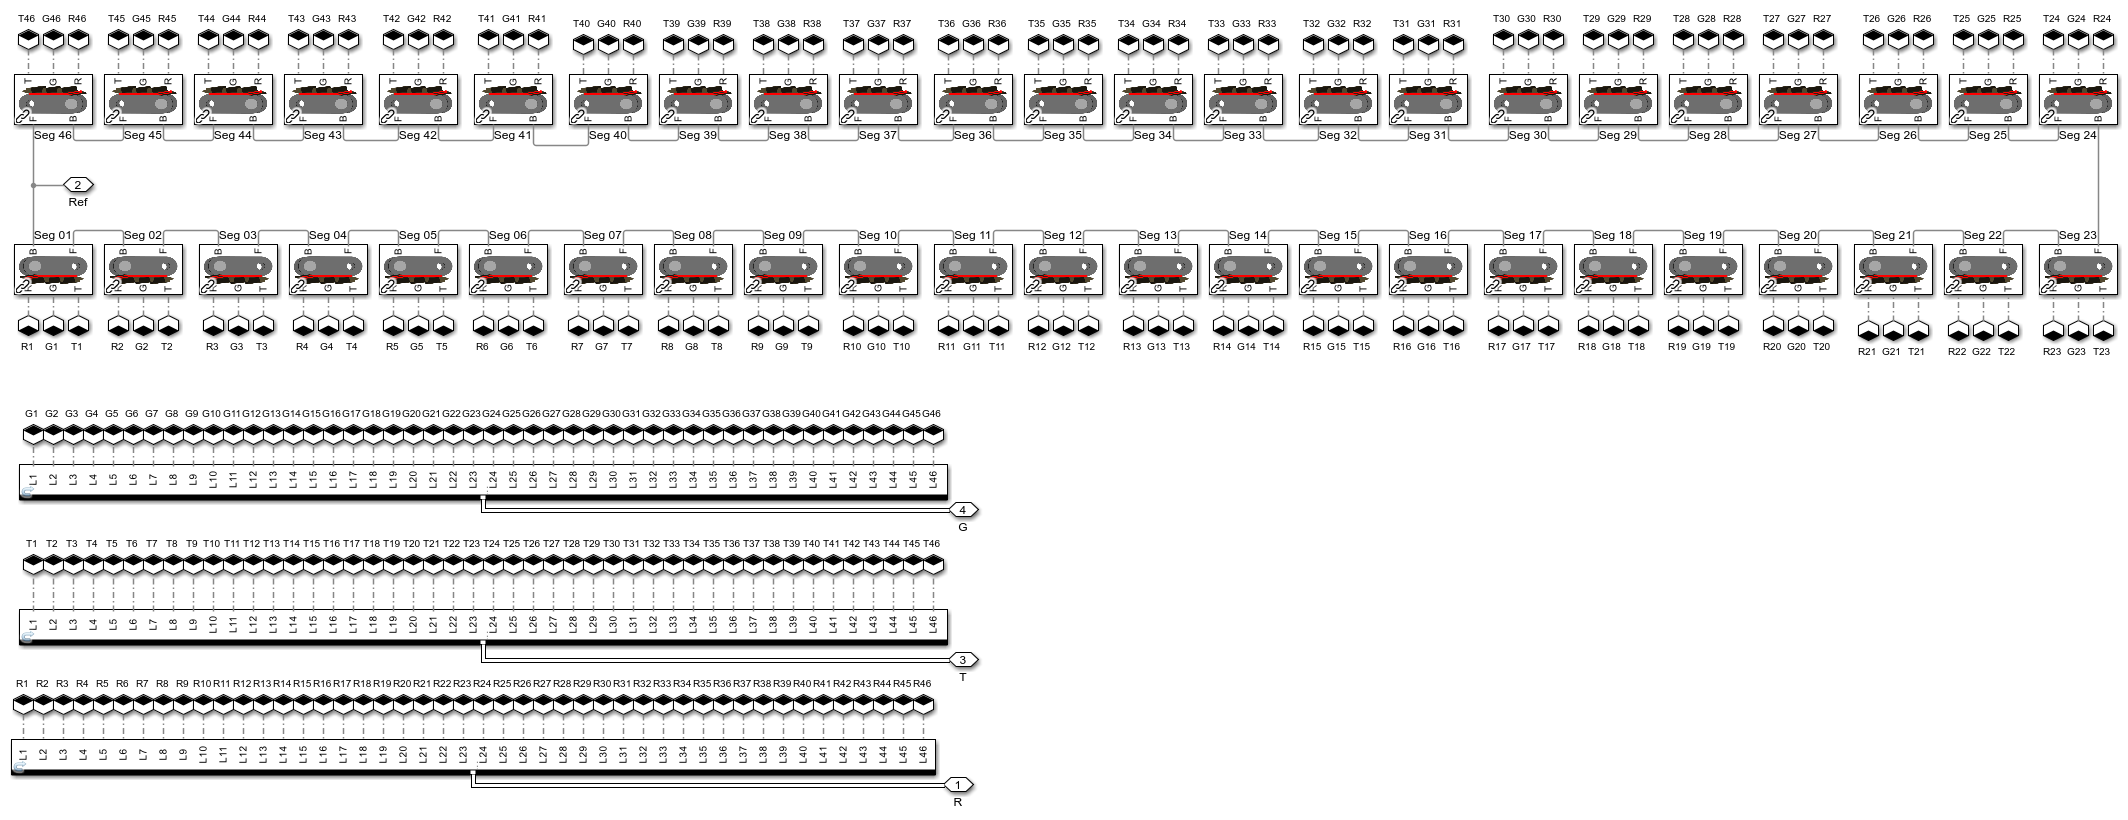 T46 G46 R46 T45 G45 R45 T44 G44 R44 T43 G43 R43 T42 G42 R42 T41 G41 R41 T40 G40 R40 T39 G39 R39 T38 G38 R38 T37 G37 R37 T36 G36 R36 T35 G35 R35 T34 G34 R34 T33 G33 R33 T32 G32 R32 T31 G31 R31 T30 G30 R30 T29 G29 R29 T28 G28 R28 T27 G27 R27 T26 G26 R26 T25 G25 R25 T24 G24 R24
T G R T G R T G R T G R T G R T G R T G R T G R T G R T G R T G R T G R T G R T G R T G R T G R T G R T G R T G R T G R T G R T G R T G R
F B F B F B F B F B F B F B F B F B F B F B F B F B F B F B F B F B F B F B F B F B F B F B
Seg 46 Seg 45 Seg 44 Seg 43 Seg 42 Seg 41 Seg 40 Seg 39 Seg 38 Seg 37 Seg 36 Seg 35 Seg 34 Seg 33 Seg 32 Seg 31 Seg 30 Seg 29 Seg 28 Seg 27 Seg 26 Seg 25 Seg 24
2
Ref
Seg 01 Seg 02 Seg 03 Seg 04 Seg 05 Seg 06 Seg 07 Seg 08 Seg 09 Seg 10 Seg 11 Seg 12 Seg 13 Seg 14 Seg 15 Seg 16 Seg 17 Seg 18 Seg 19 Seg 20 Seg 21 Seg 22 Seg 23
B F B F B F B F B F B F B F B F B F B F B F B F B F B F B F B F B F B F B F B F B F B F B F
G T G T G T G T G T G T G T G T G T G T G T G T G T G T G T G T G T G T G T G T G T G T G T
R1 G1 T1 R2 G2 T2 R3 G3 T3 R4 G4 T4 R5 G5 T5 R6 G6 T6 R7 G7 T7 R8 G8 T8 R9 G9 T9 R10 G10 T10 R11 G11 T11 R12 G12 T12 R13 G13 T13 R14 G14 T14 R15 G15 T15 R16 G16 T16 R17 G17 T17 R18 G18 T18 R19 G19 T19 R20 G20 T20 R21 G21 T21 R22 G22 T22 R23 G23 T23
G1 G2 G3 G4 G5 G6 G7 G8 G9 G10 G11 G12 G13 G14 G15 G16 G17 G18 G19 G20 G21 G22 G23 G24 G25 G26 G27 G28 G29 G30 G31 G32 G33 G34 G35 G36 G37 G38 G39 G40 G41 G42 G43 G44 G45 G46
L1 L2 L3 L4 L5 L6 L7 L8 L9 L10 L11 L12 L13 L14 L15 L16 L17 L18 L19 L20 L21 L22 L23 L24 L25 L26 L27 L28 L29 L30 L31 L32 L33 L34 L35 L36 L37 L38 L39 L40 L41 L42 L43 L44 L45 L46
4
G
T1 T2 T3 T4 T5 T6 T7 T8 T9 T10 T11 T12 T13 T14 T15 T16 T17 T18 T19 T20 T21 T22 T23 T24 T25 T26 T27 T28 T29 T30 T31 T32 T33 T34 T35 T36 T37 T38 T39 T40 T41 T42 T43 T44 T45 T46
L1 L2 L3 L4 L5 L6 L7 L8 L9 L10 L11 L12 L13 L14 L15 L16 L17 L18 L19 L20 L21 L22 L23 L24 L25 L26 L27 L28 L29 L30 L31 L32 L33 L34 L35 L36 L37 L38 L39 L40 L41 L42 L43 L44 L45 L46
3
T
R1 R2 R3 R4 R5 R6 R7 R8 R9 R10 R11 R12 R13 R14 R15 R16 R17 R18 R19 R20 R21 R22 R23 R24 R25 R26 R27 R28 R29 R30 R31 R32 R33 R34 R35 R36 R37 R38 R39 R40 R41 R42 R43 R44 R45 R46
L1 L2 L3 L4 L5 L6 L7 L8 L9 L10 L11 L12 L13 L14 L15 L16 L17 L18 L19 L20 L21 L22 L23 L24 L25 L26 L27 L28 L29 L30 L31 L32 L33 L34 L35 L36 L37 L38 L39 L40 L41 L42 L43 L44 L45 L46
1
R